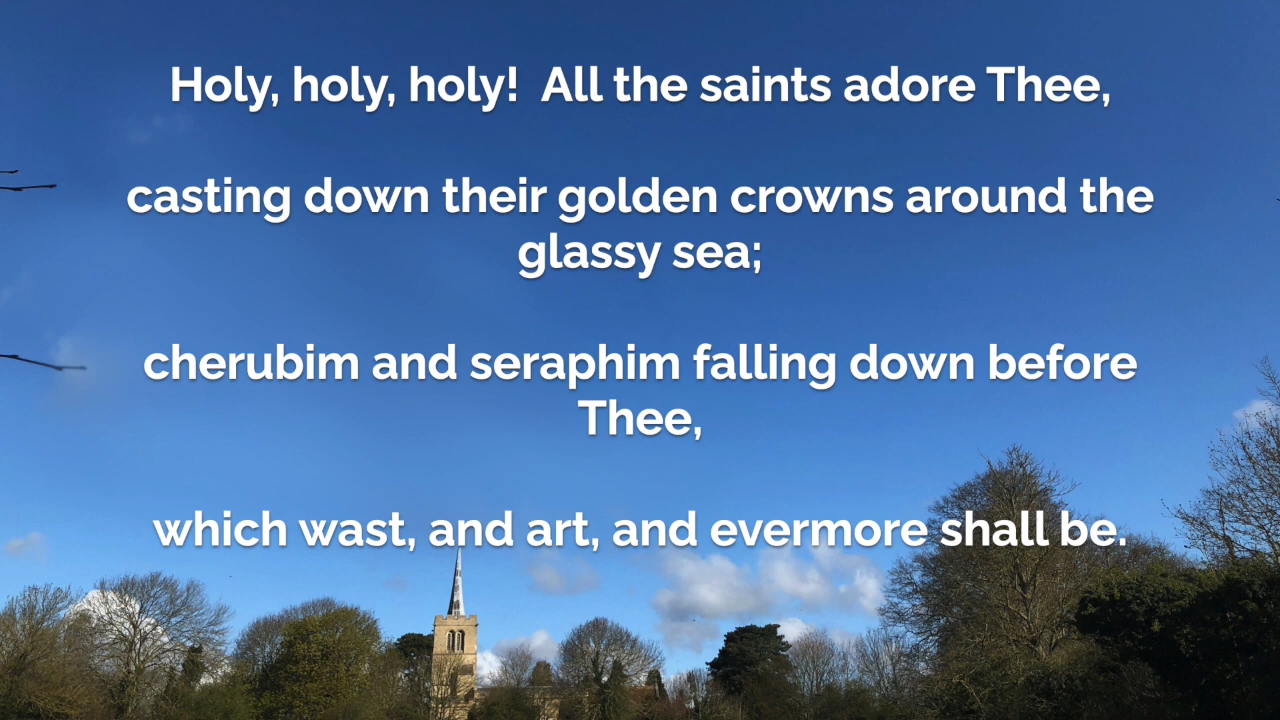 Holy, holy, holy!  All the saints adore Thee,
casting down their golden crowns around the
glassy sea;
cherubim and seraphim falling down before
Thee,
which wast, and art, and evermore shall be.